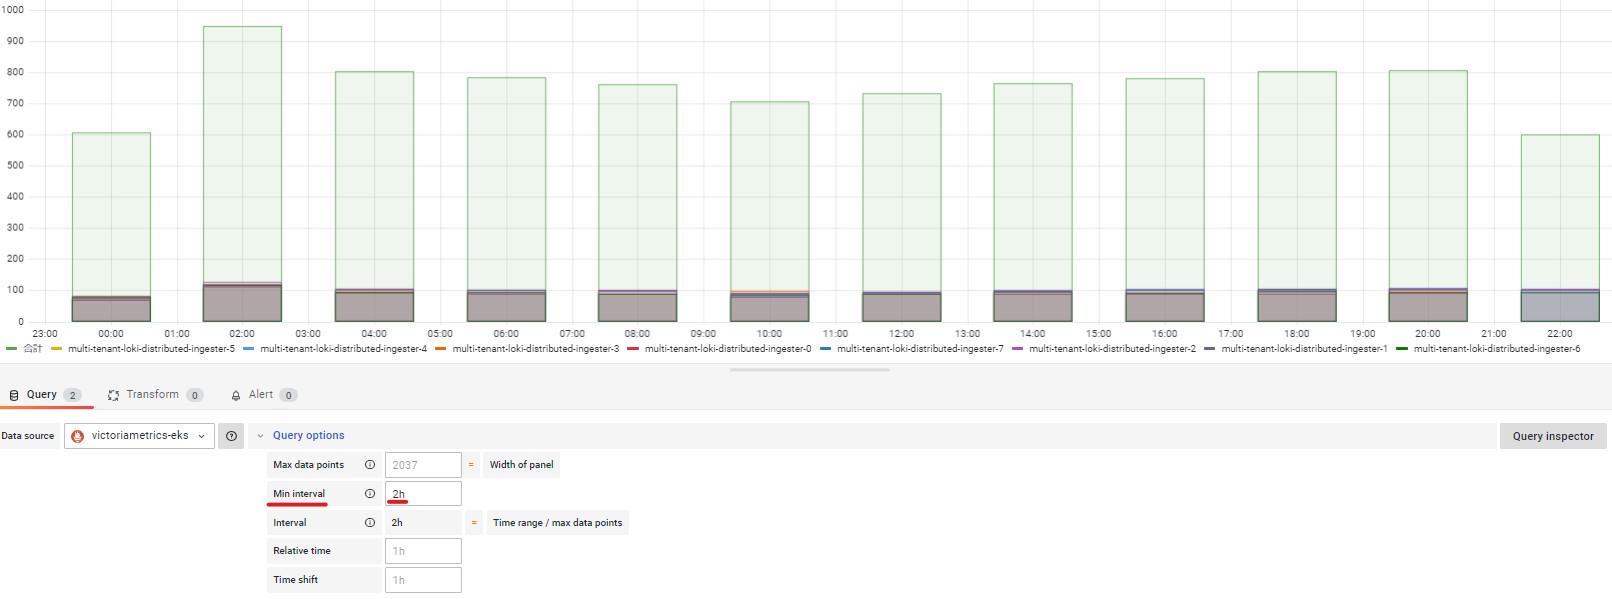 1000
900
800
700
600
500
400
300
200
100
0
23:00 00:00 01:00 02:00 03:00 04:00 05:00 06:00 07:00 08:00 09:00 10:00 11:00 12:00 13:00 14:00 15:00 16:00 17:00 18:00 19:00 20:00 21:00 22:00
合計 multi-tenant-loki-distributed-ingester-5 multi-tenant-loki-distributed-ingester-4 multi-tenant-loki-distributed-ingester-3 multi-tenant-loki-distributed-ingester-0 multi-tenant-loki-distributed-ingester-7 multi-tenant-loki-distributed-ingester-2 multi-tenant-loki-distributed-ingester-1 multi-tenant-loki-distributed-ingester-6
Query 2 Transform 0 Alert 0
Data source victoriametrics-eks Query options Query inspector
Max data points 2037 = Width of panel
Min interval 2h
Interval 2h = Time range / max data points
Relative time 1h
Time shift 1h